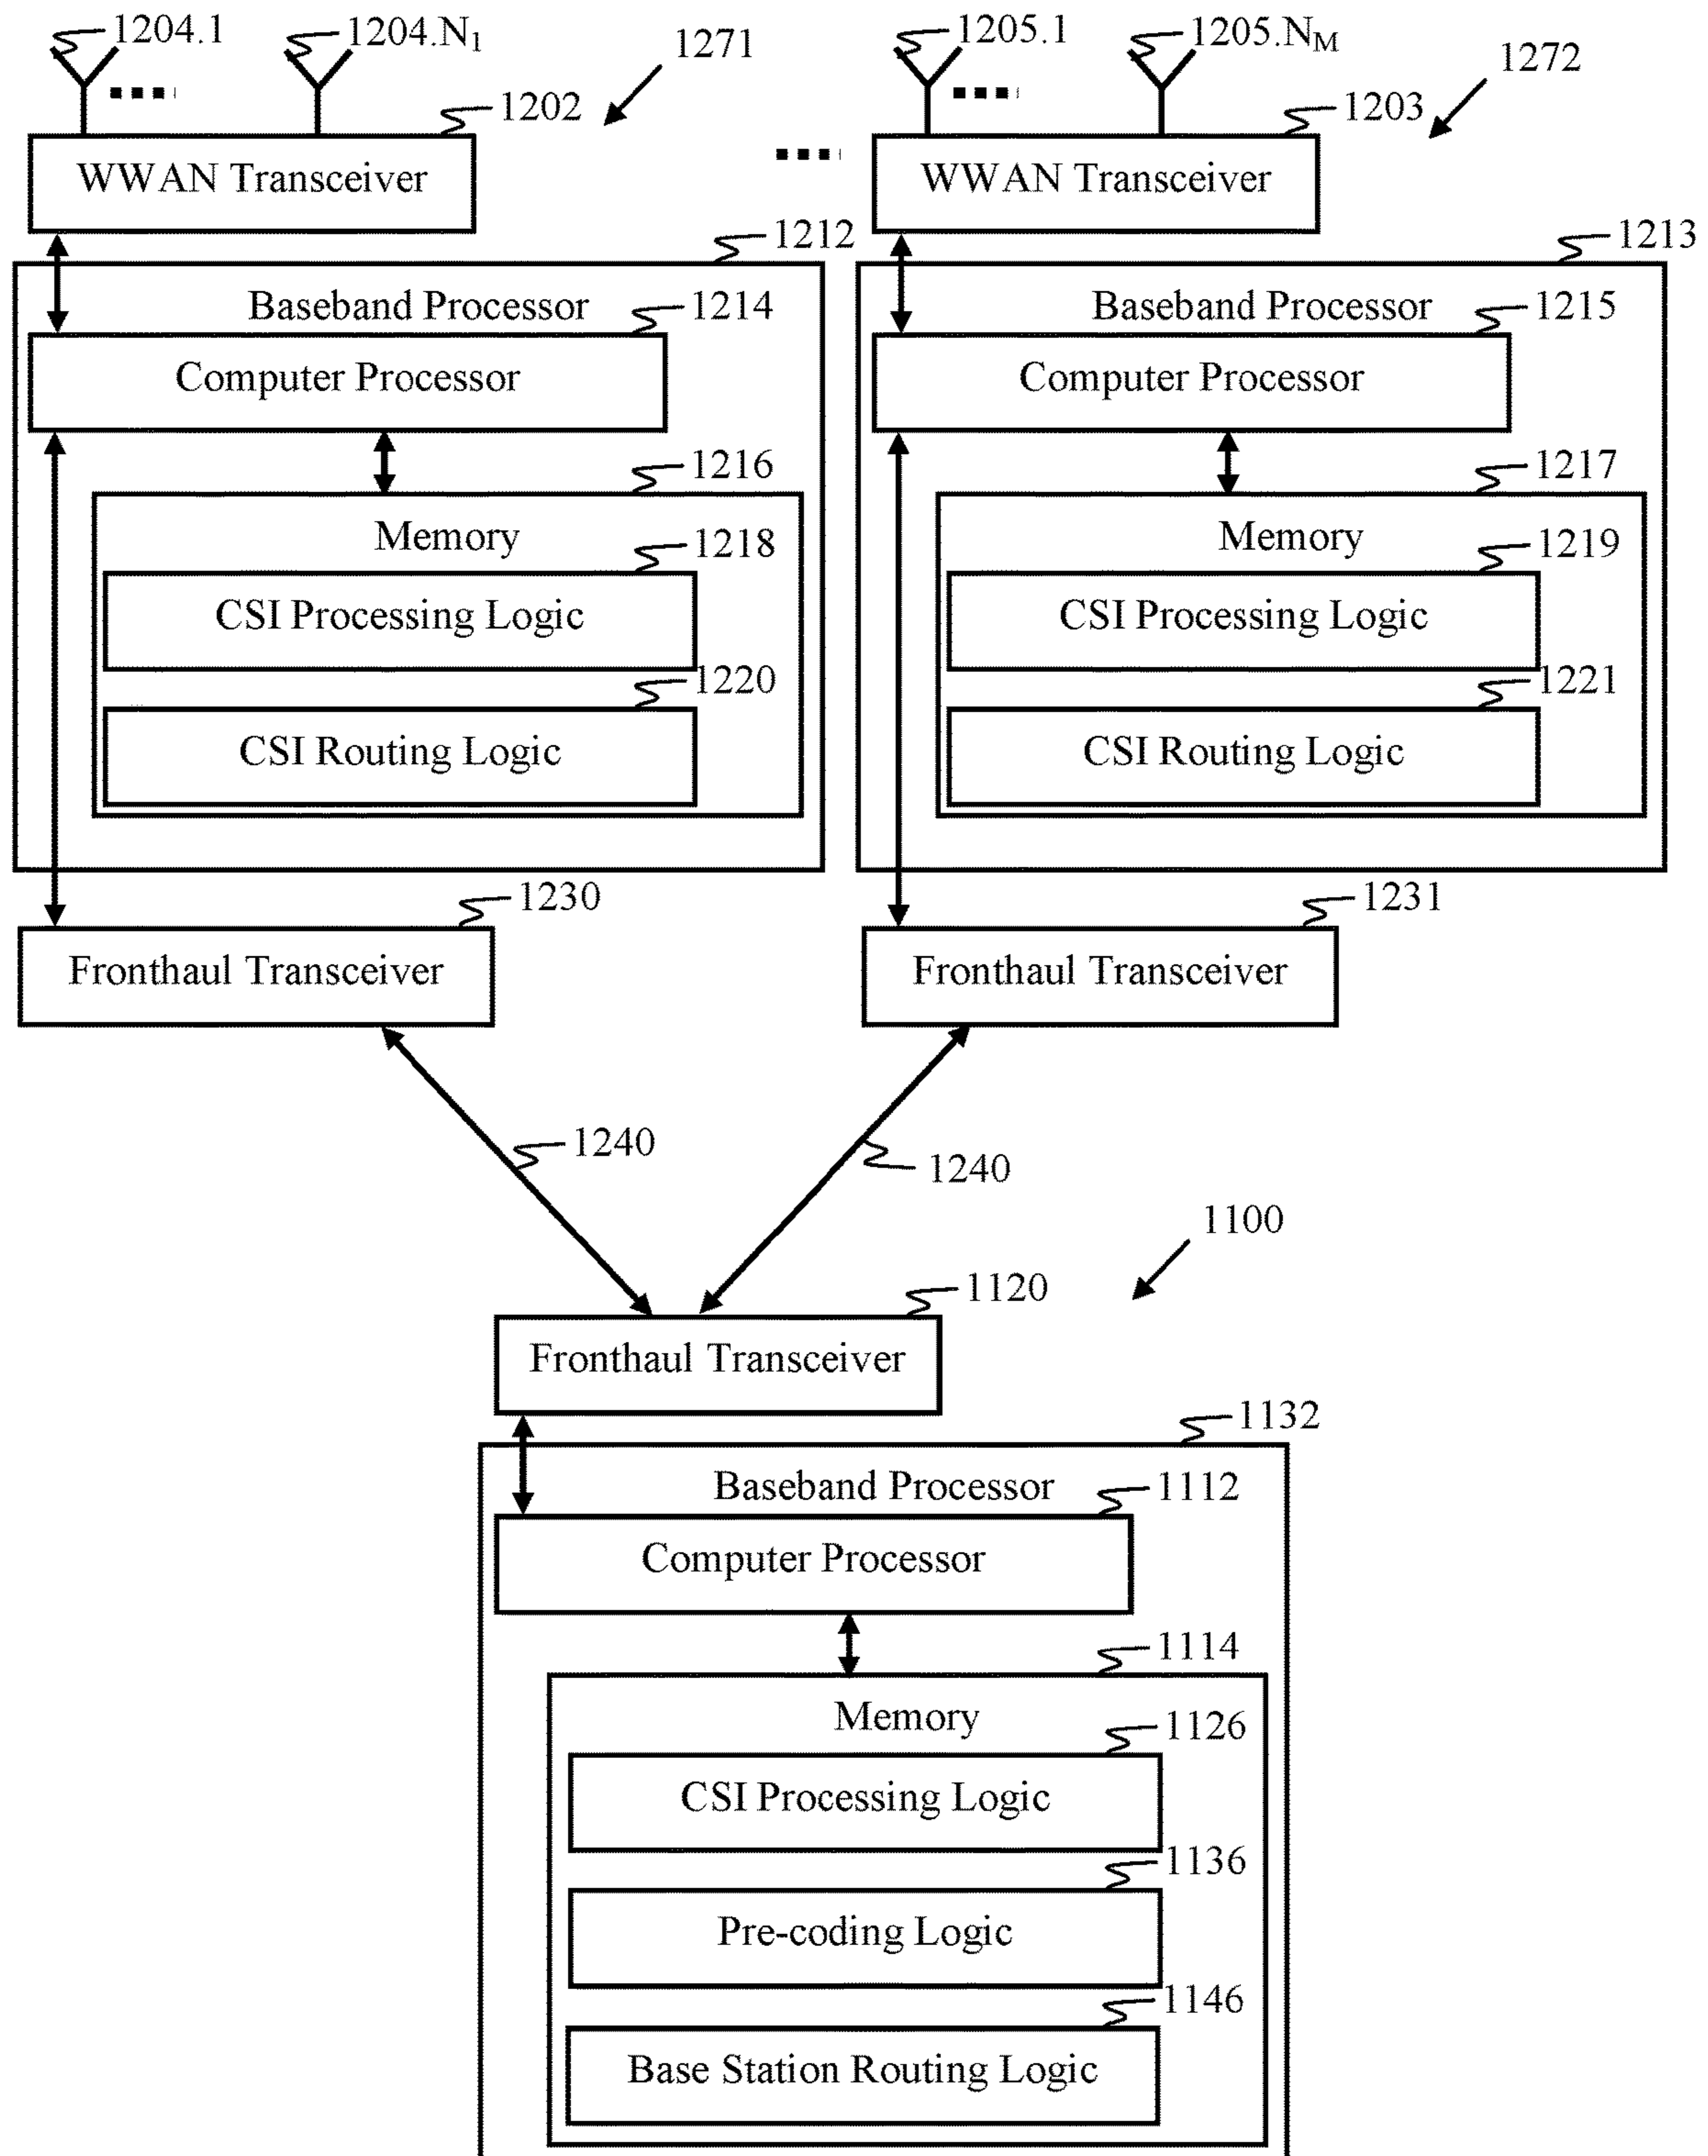 1204.1
1204.N1
1271
1205.1
1205.NM
1272
1202
1203
WWAN Transceiver
WWAN Transceiver
1212
1213
Baseband Processor
1214
Baseband Processor
1215
Computer Processor
Computer Processor
1216
1217
Memory
1218
Memory
1219
CSI Processing Logic
CSI Processing Logic
1220
1221
CSI Routing Logic
CSI Routing Logic
1230
1231
Fronthaul Transceiver
Fronthaul Transceiver
1240
1240
1100
1120
Fronthaul Transceiver
1132
Baseband Processor
1112
Computer Processor
1114
Memory
1126
CSI Processing Logic
1136
Pre-coding Logic
1146
Base Station Routing Logic